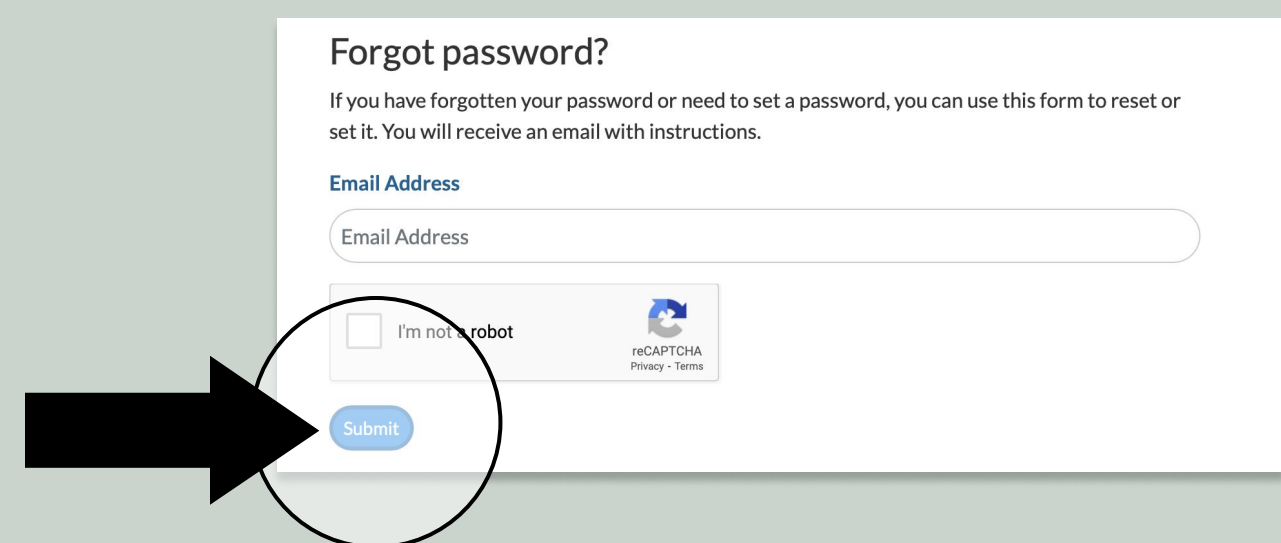 Forgot password?
If you have forgotten your password or need to set a password, you can use this form to reset or
set it. You will receive an email with instructions.
Email Address
Email Address
I'm not a robot
reCAPTCHA
Privacy - Terms
Submit